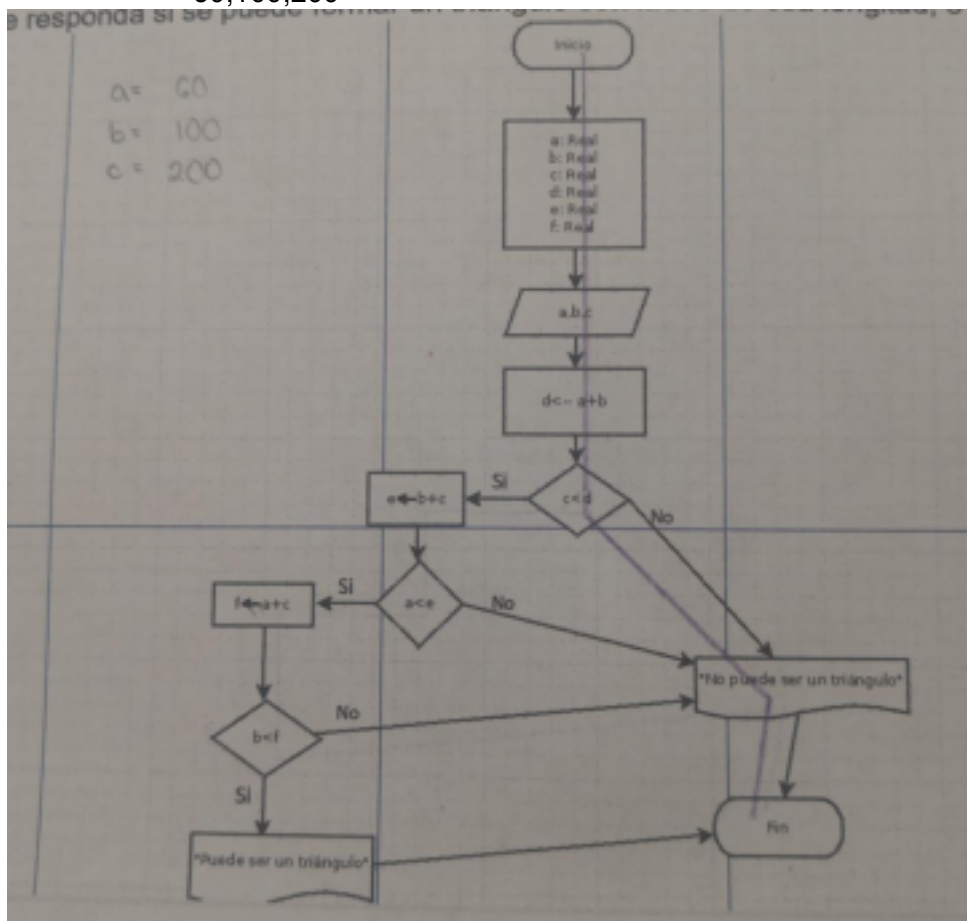 e responda si se puede formar un triángulo
a= 60
b= 100
c= 200
Inicio
a: Real
b: Real
c: Real
d: Real
e: Real
f: Real
a,b,c
d<-- a+b
c<d
Si
No
e b+c
a<e
Si
No
f a+c
b<f
No
Si
"No puede ser un triángulo"
"Puede ser un triángulo"
Fin